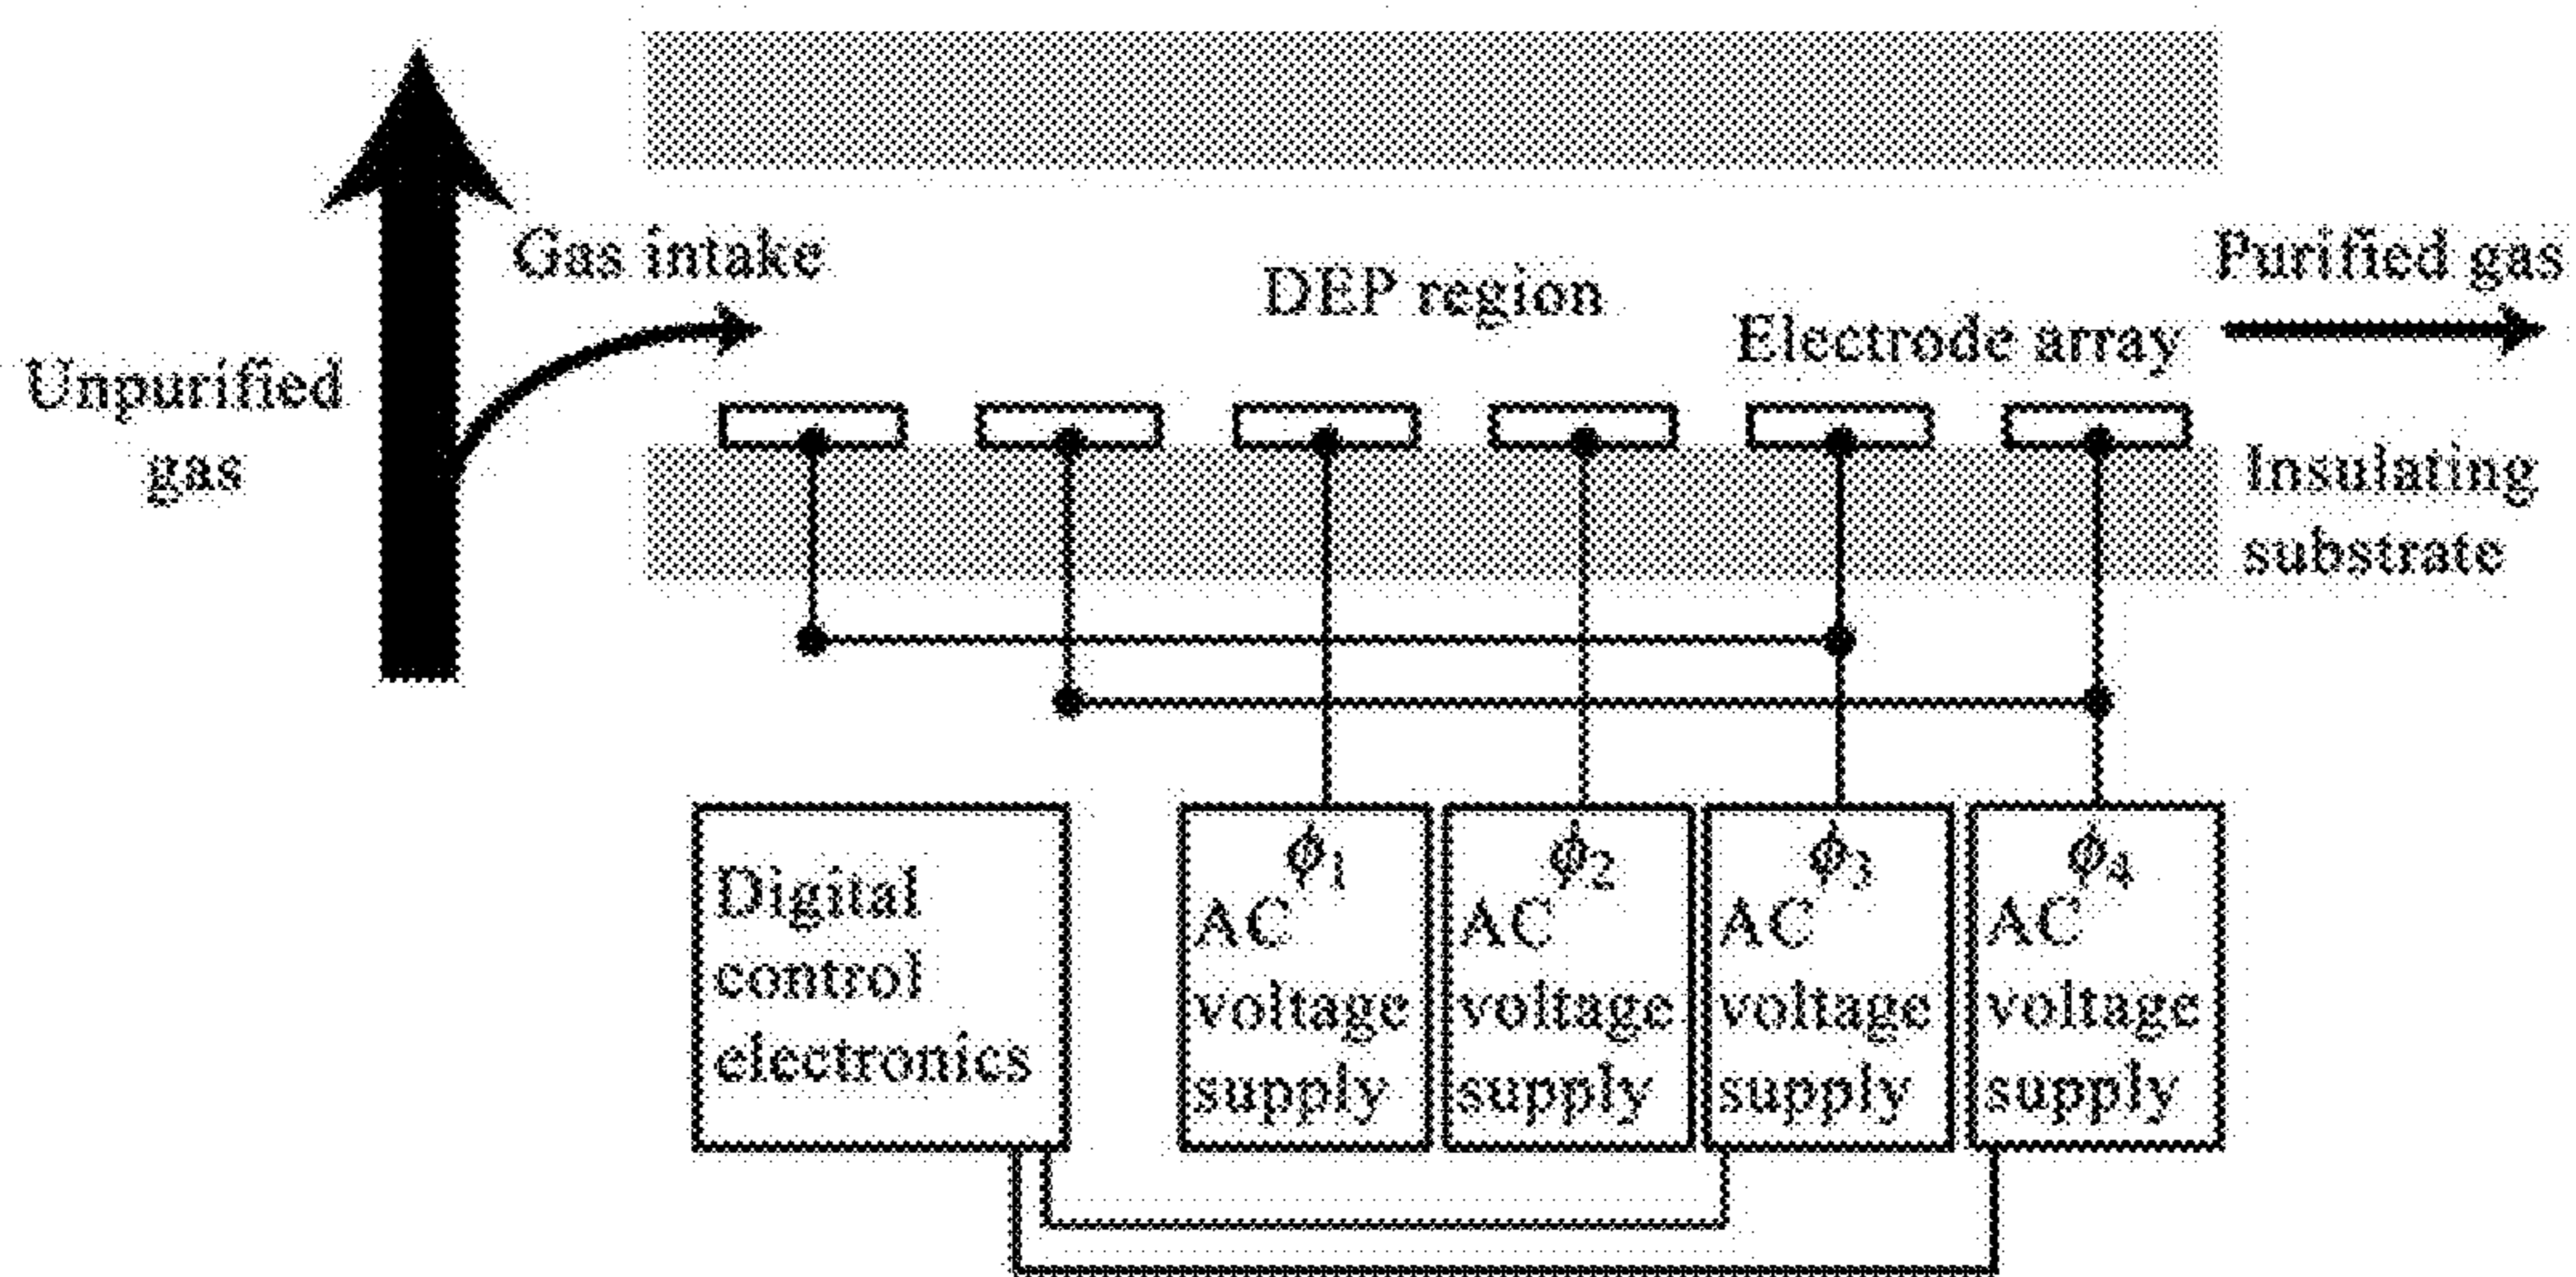 Gas intake
Purified gas
DEP region
Electrode array
Unpurified
gas
Insulating
substrate
Digital
control
electronics
ϕ1
AC
voltage
supply
ϕ2
AC
voltage
supply
ϕ3
AC
voltage
supply
ϕ4
AC
voltage
supply